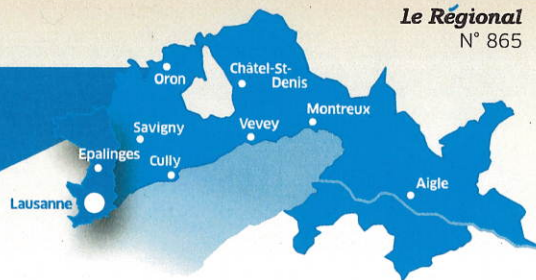 Le Régional
N° 865
Oron
Châtel-St-
Denis
Montreux
Savigny
Vevey
Epalinges
Cully
Aigle
Lausanne